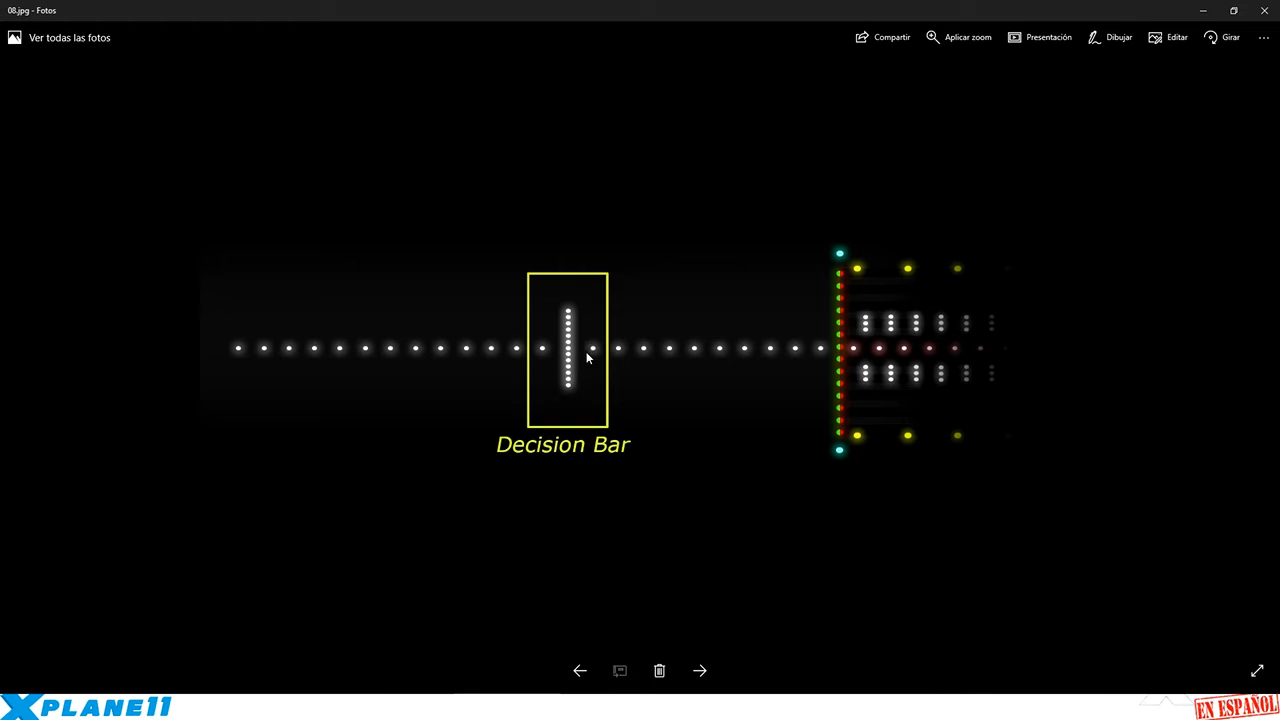 08.jpg - Fotos
Ver todas las fotos
Compartir
Aplicar zoom
Presentación
Dibujar
Editar
Girar
Decision Bar
XPLANE11
EN ESPAÑOL